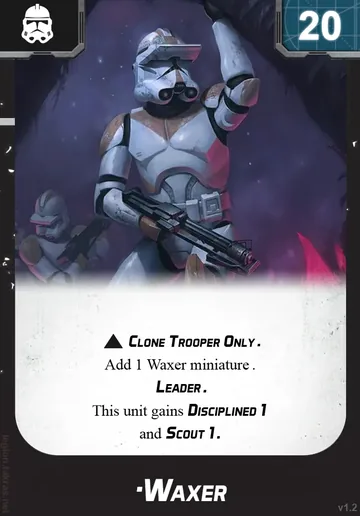 20
▲ Clone Trooper Only.
Add 1 Waxer miniature.
Leader.
This unit gains Disciplined 1
and Scout 1.
•Waxer
v1.2